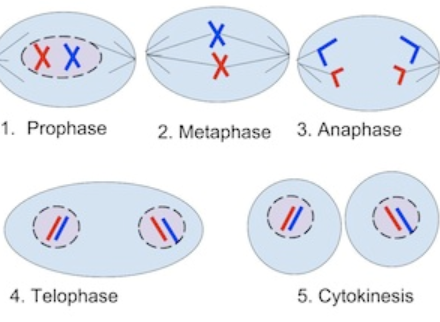 1. Prophase
2. Metaphase
3. Anaphase
4. Telophase
5. Cytokinesis